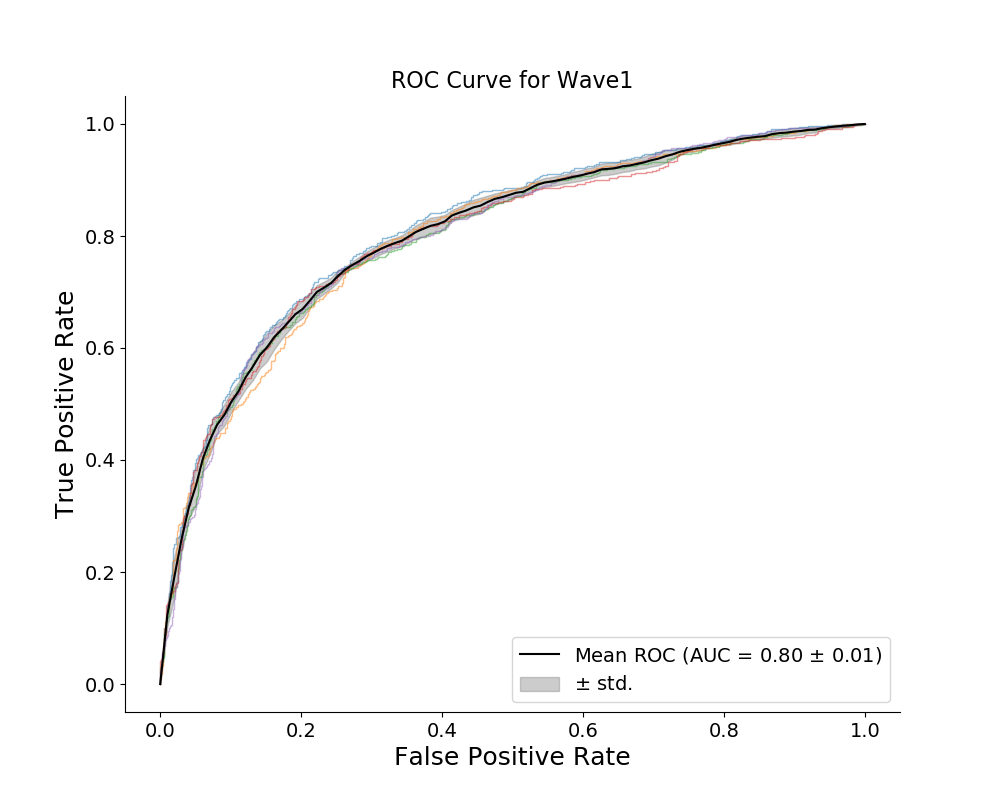 ROC Curve for Wave1
True Positive Rate
1.0
0.8
0.6
0.4
0.2
0.0
Mean ROC (AUC = 0.80 ± 0.01)
± std.
0.0 0.2 0.4 0.6 0.8 1.0
False Positive Rate